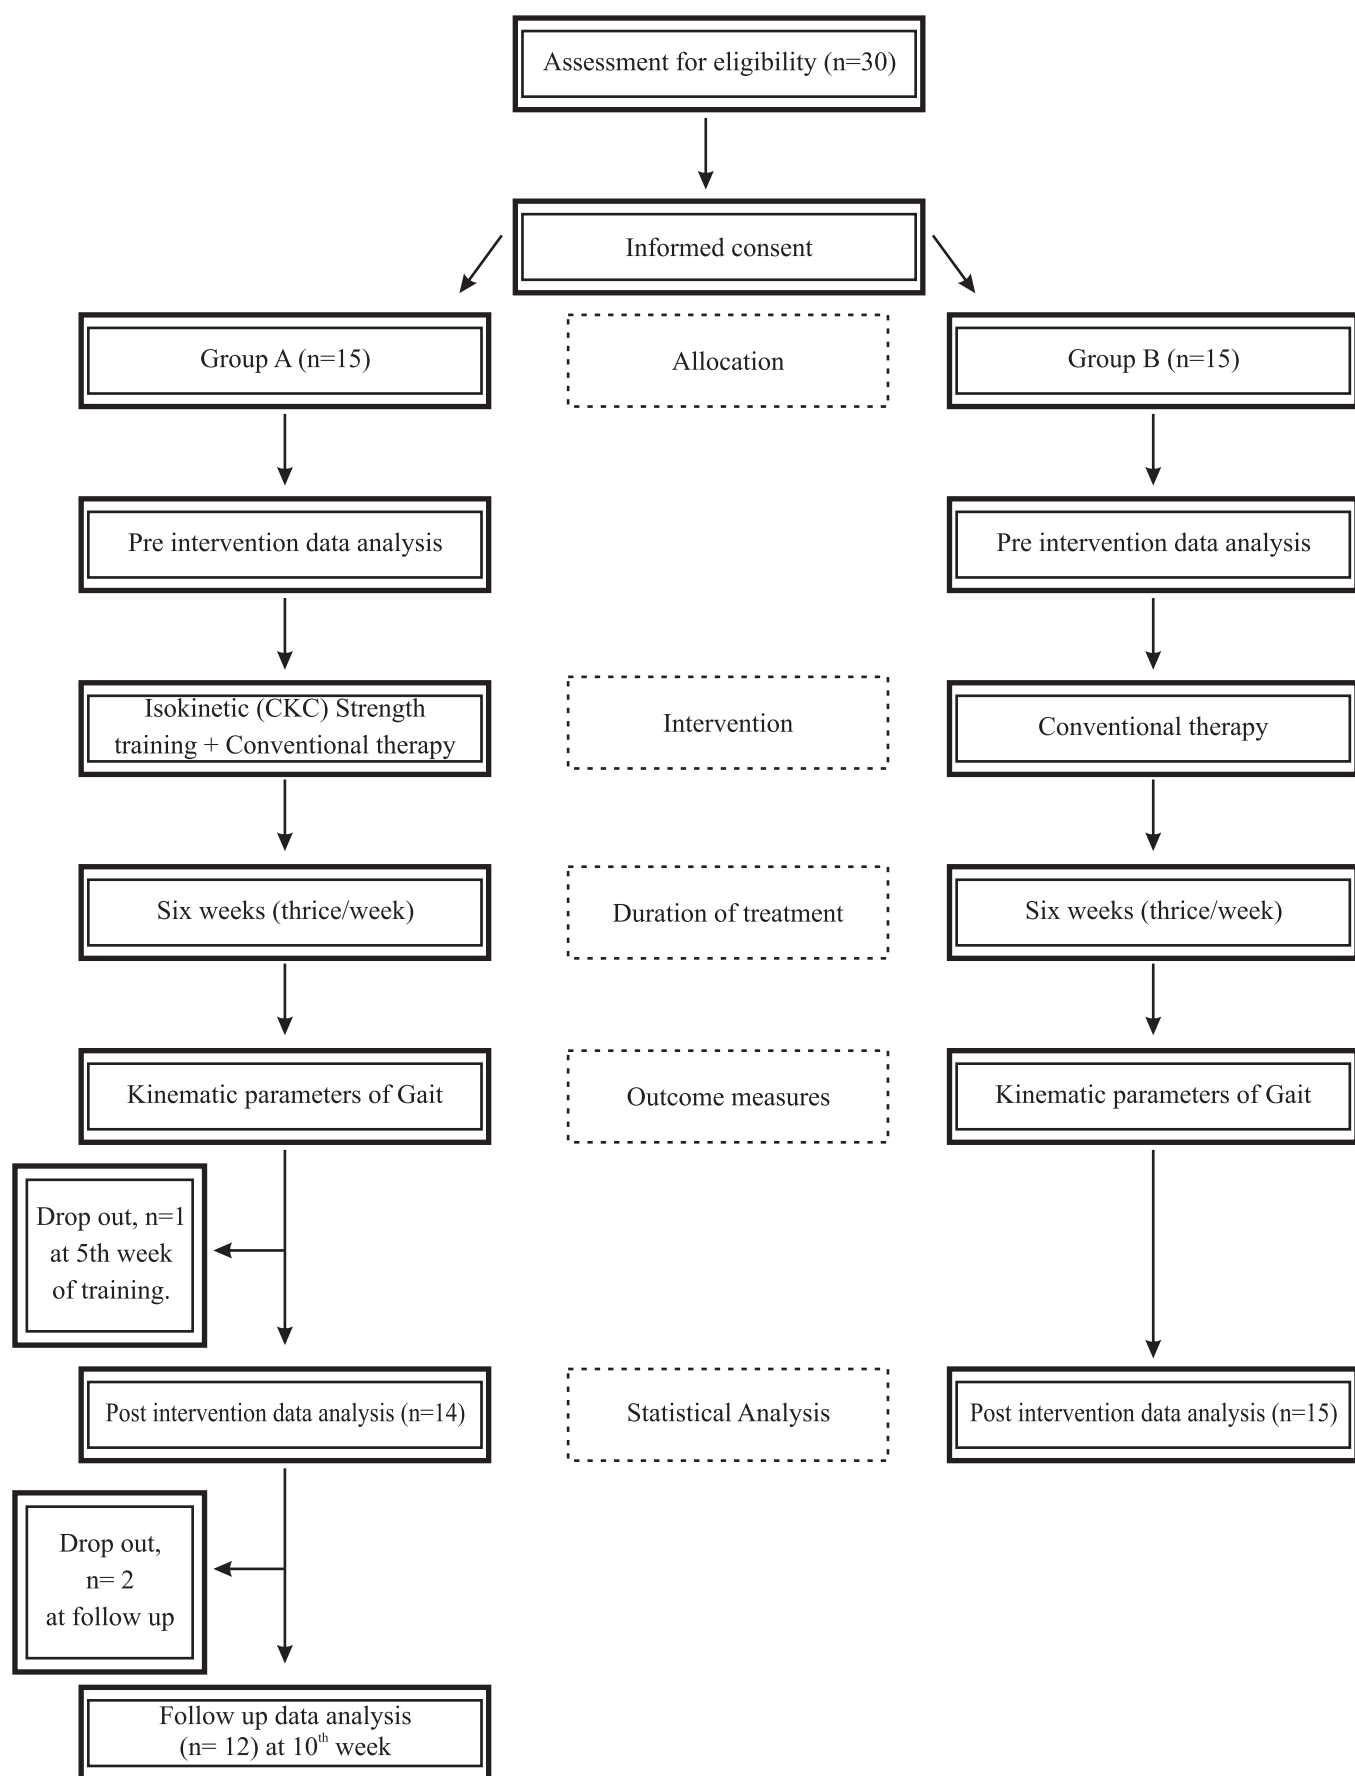 Assessment for eligibility (n=30)
Informed consent
Group A (n=15)
Allocation
Group B (n=15)
Pre intervention data analysis
Pre intervention data analysis
Isokinetic (CKC) Strength
training + Conventional therapy
Intervention
Conventional therapy
Six weeks (thrice/week)
Duration of treatment
Six weeks (thrice/week)
Kinematic parameters of Gait
Outcome measures
Kinematic parameters of Gait
Drop out, n=1
at 5th week
of training.
Post intervention data analysis (n=14)
Statistical Analysis
Post intervention data analysis (n=15)
Drop out,
n= 2
at follow up
Follow up data analysis
(n= 12) at 10th week